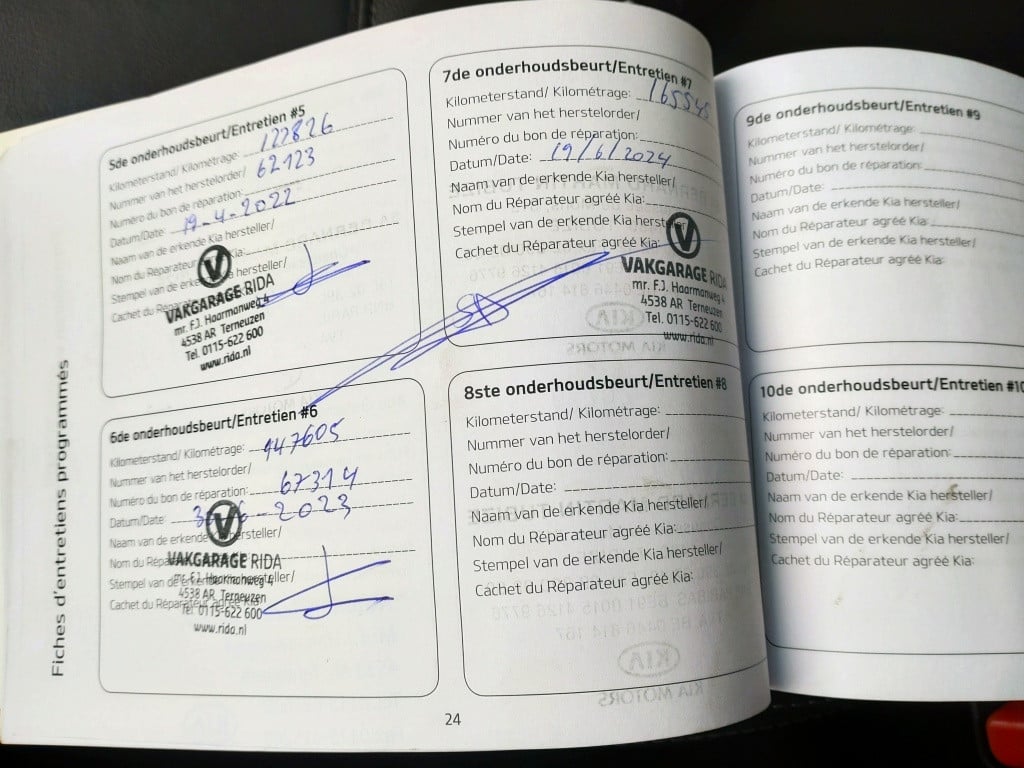 Fiches d'entretiens programmés
5de onderhoudsbeurt/Entretien #5
Kilometerstand/ Kilométrage: 122826
Nummer van het herstelorder/
Numéro du bon de réparation: 62123
Datum/Date: 19-4-2022
Naam van de erkende Kia hersteller/
Nom du Réparateur
Stempel van de erkende Kia hersteller/
Cachet du
VAKGARAGE RIDA
mr. F.J. Haarmanweg 4
4538 AR Terneuzen
Tel. 0115-622 600
www.rida.nl
6de onderhoudsbeurt/Entretien #6
Kilometerstand/ Kilométrage: 147605
Nummer van het herstelorder/
Numéro du bon de réparation: 67314
Datum/Date: -2023
Naam van de erkende Kia hersteller/
Nom du
Stempel van de erkende Kia hersteller/
Cachet du Réparateur agréé Kia:
VAKGARAGE RIDA
mr. F.J. Haarmanweg 4
4538 AR Terneuzen
Tel 0115-622 600
www.rida.nl
7de onderhoudsbeurt/Entretien #7
Kilometerstand/ Kilométrage: 165545
Nummer van het herstelorder/
Numéro du bon de réparation:
Datum/Date: 19/6/2024
Naam van de erkende Kia hersteller/
Nom du Réparateur agréé Kia:
Stempel van de erkende Kia hersteller/
Cachet du Réparateur agréé Kia:
VAKGARAGE RIDA
mr. F.J. Haarmanweg 4
4538 AR Terneuzen
Tel. 0115-622 600
www.rida.nl
8ste onderhoudsbeurt/Entretien #8
Kilometerstand/ Kilométrage:
Nummer van het herstelorder/
Numéro du bon de réparation:
Datum/Date:
Naam van de erkende Kia hersteller/
Nom du Réparateur agréé Kia:
Stempel van de erkende Kia hersteller/
Cachet du Réparateur agréé Kia:
24
9de onderhoudsbeurt/Entretien #9
Kilometerstand/ Kilométrage:
Nummer van het herstelorder/
Numéro du bon de réparation:
Datum/Date:
Naam van de erkende Kia hersteller/
Nom du Réparateur agréé Kia:
Stempel van de erkende Kia hersteller/
Cachet du Réparateur agréé Kia:
10de onderhoudsbeurt/Entretien #10
Kilometerstand/ Kilométrage:
Nummer van het herstelorder/
Numéro du bon de réparation:
Datum/Date:
Naam van de erkende Kia hersteller/
Nom du Réparateur agréé Kia:
Stempel van de erkende Kia hersteller/
Cachet du Réparateur agréé Kia: